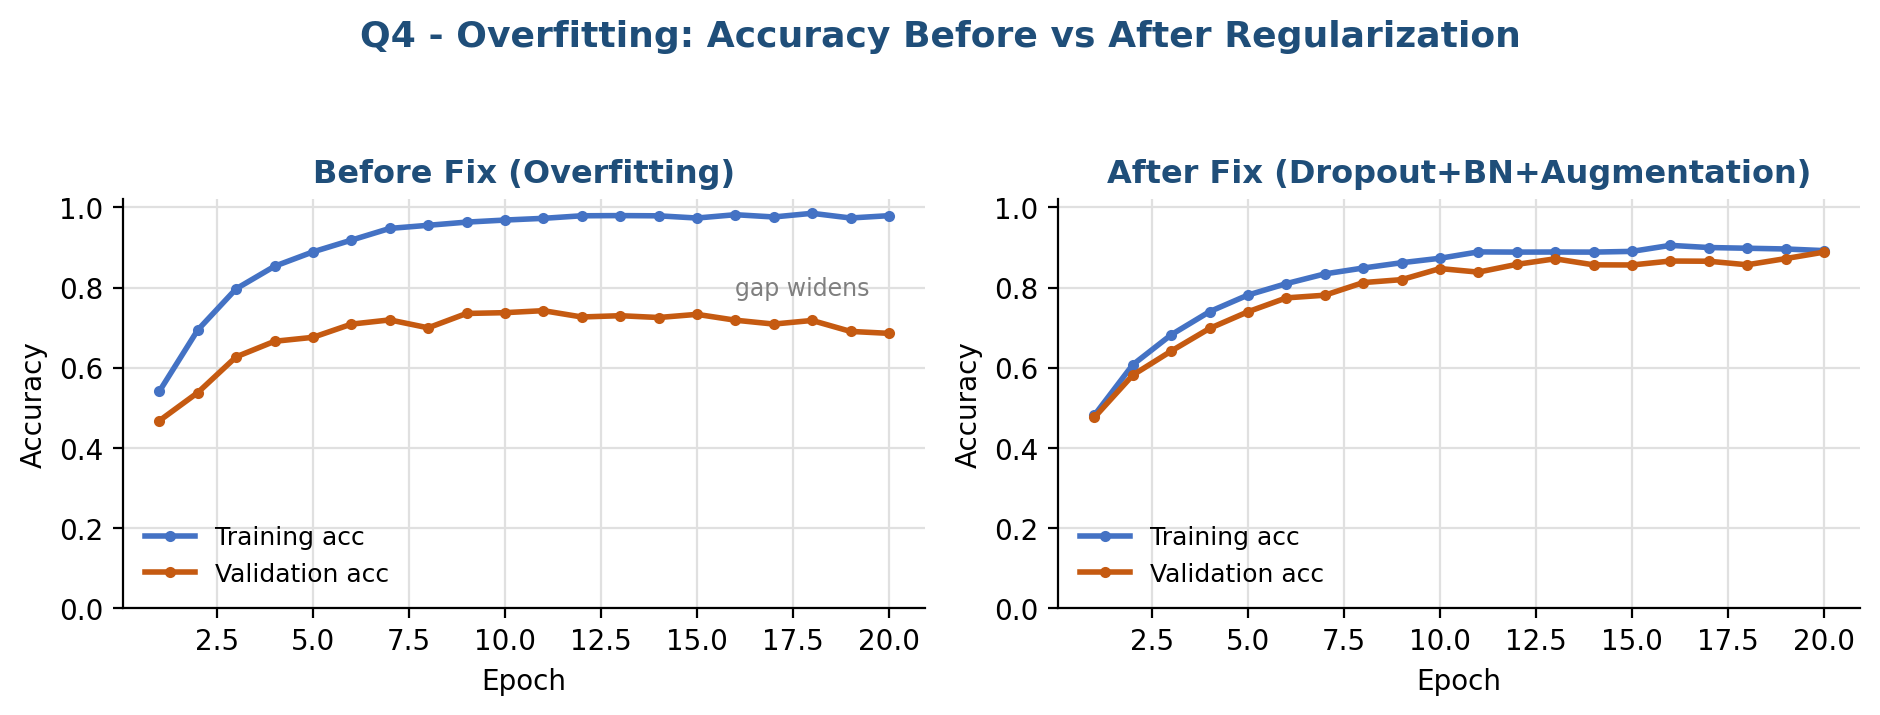 Q4 - Overfitting: Accuracy Before vs After Regularization
Before Fix (Overfitting)
1.0
0.8
0.6
0.4
0.2
0.0
Accuracy
gap widens
Training acc
Validation acc
2.5 5.0 7.5 10.0 12.5 15.0 17.5 20.0
Epoch
After Fix (Dropout+BN+Augmentation)
1.0
0.8
0.6
0.4
0.2
0.0
Accuracy
Training acc
Validation acc
2.5 5.0 7.5 10.0 12.5 15.0 17.5 20.0
Epoch